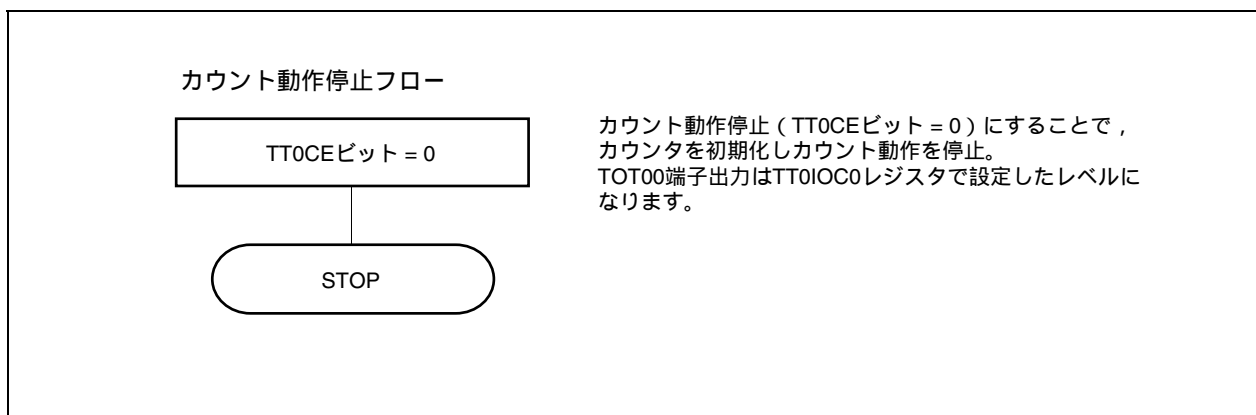 カウント動作停止フロー
TT0CEビット = 0
STOP
カウント動作停止（TT0CEビット = 0）にすることで，
カウンタを初期化しカウント動作を停止。
TOT00端子出力はTT0IOC0レジスタで設定したレベルに
なります。